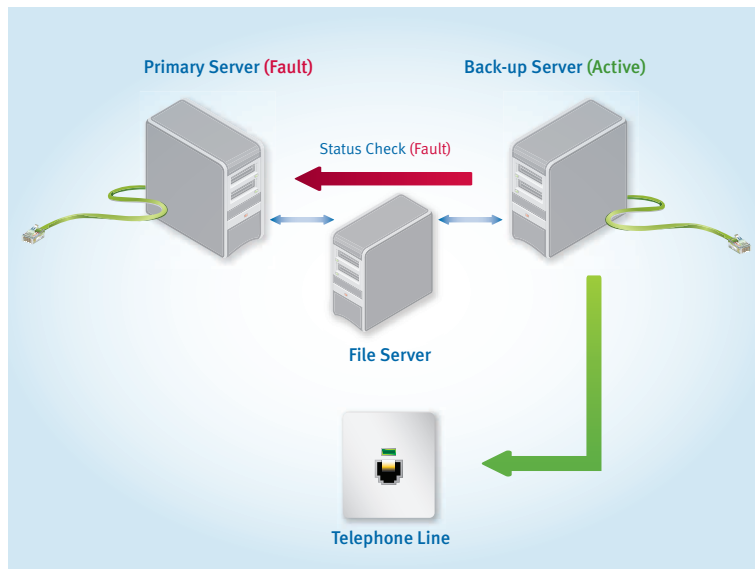 Primary Server (Fault)
Back-up Server (Active)
Status Check (Fault)
File Server
Telephone Line